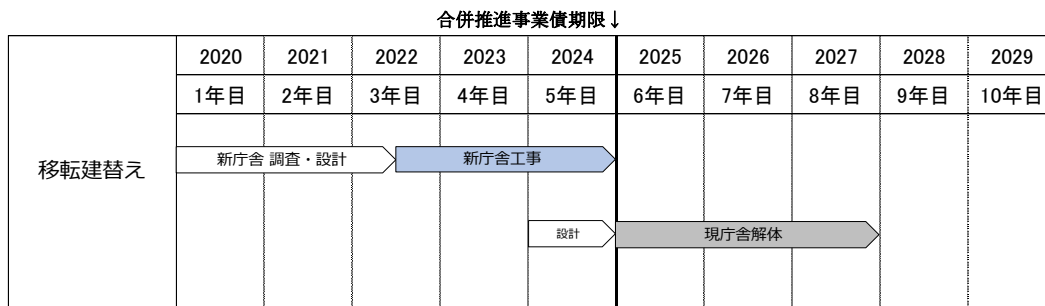 合併推進事業債期限↓
2020 2021 2022 2023 2024 2025 2026 2027 2028 2029
1年目 2年目 3年目 4年目 5年目 6年目 7年目 8年目 9年目 10年目
移転建替え
新庁舎 調査・設計 新庁舎工事
設計 現庁舎解体